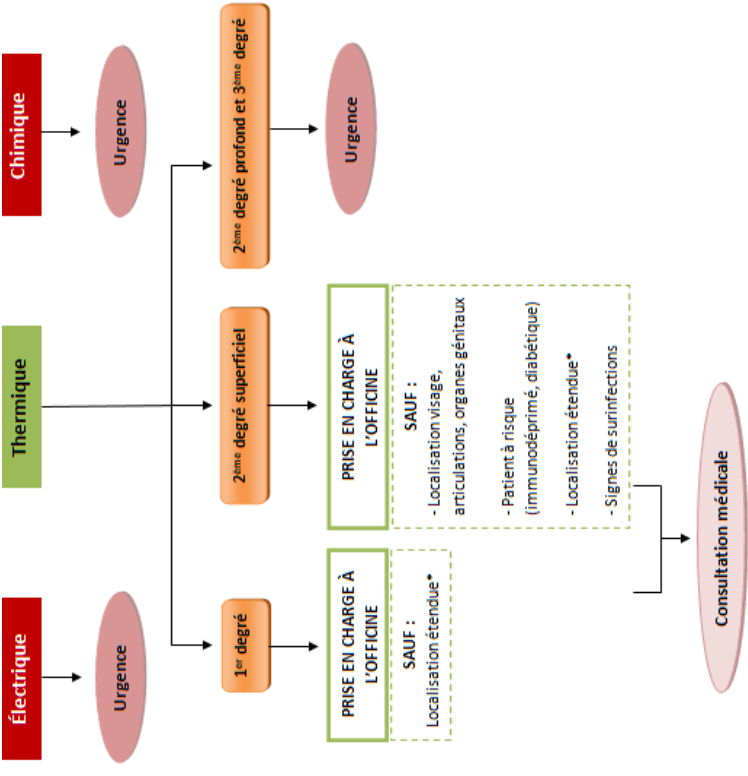 Électrique
Thermique
Chimique
Urgence
Urgence
1er degré
2ème degré superficiel
2ème degré profond et 3ème degré
PRISE EN CHARGE À
L'OFFICINE
SAUF :
Localisation étendue*
PRISE EN CHARGE À
L'OFFICINE
SAUF :
- Localisation visage,
articulations, organes génitaux
- Patient à risque
(immunodéprimé, diabétique)
- Localisation étendue*
- Signes de surinfections
Urgence
Consultation médicale